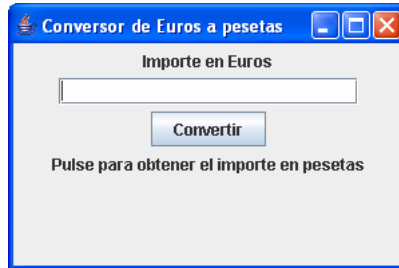 Conversor de Euros a pesetas
Importe en Euros
Convertir
Pulse para obtener el importe en pesetas